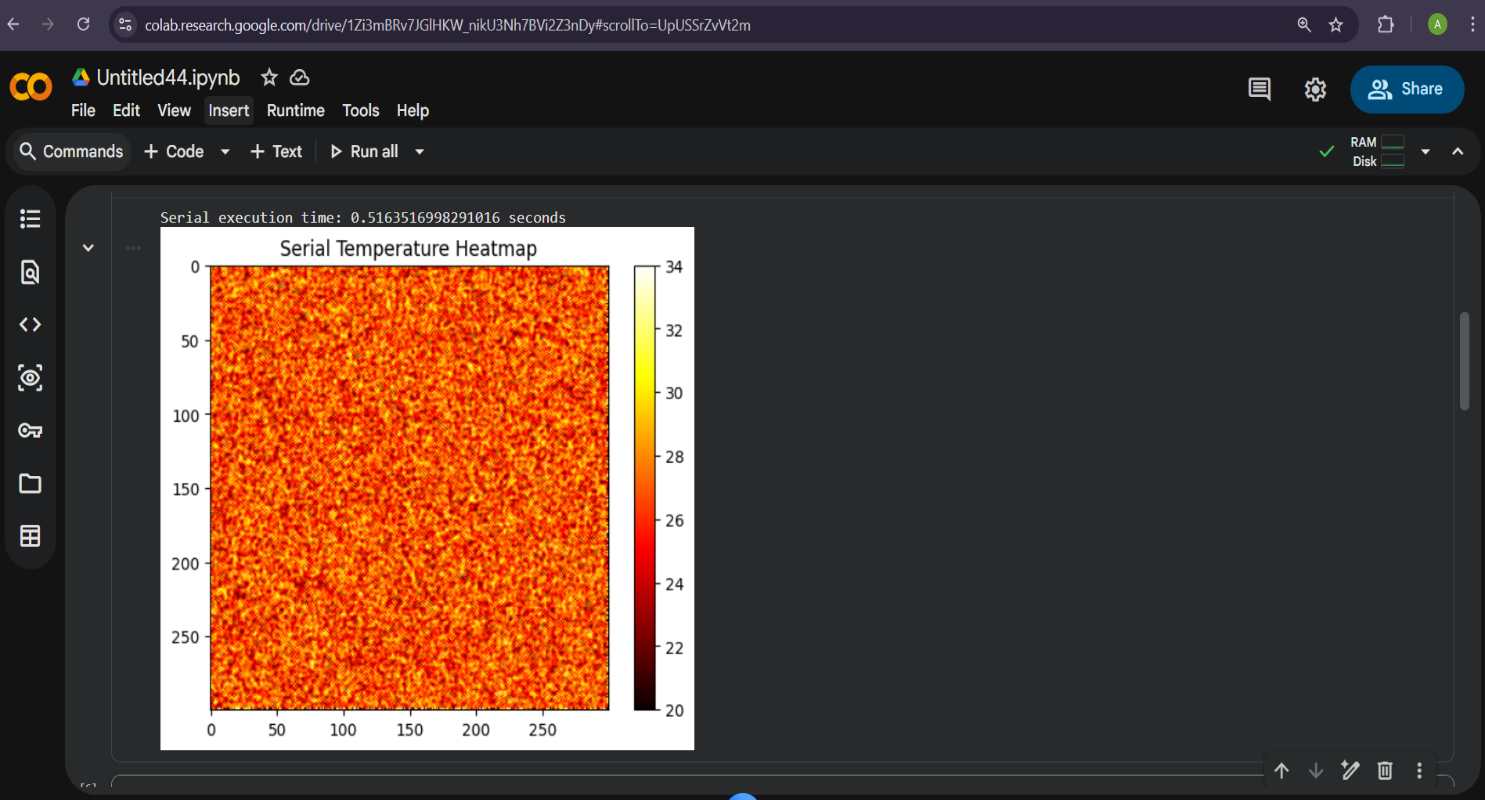 colab.research.google.com/drive/1Zi3mBRv7JGlHKW_nikU3Nh7BVi2Z3nDy#scrollTo=UpUSSrZvVt2m
A
Untitled44.ipynb
File Edit View Insert Runtime Tools Help
Share
Commands + Code + Text Run all
RAM
Disk
Serial execution time: 0.5163516998291016 seconds
Serial Temperature Heatmap
0
50
100
150
200
250
0 50 100 150 200 250
34
32
30
28
26
24
22
20